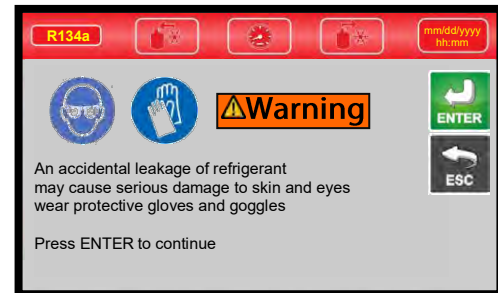 R134a
mm/dd/yyyy
hh:mm
Warning
ENTER
ESC
An accidental leakage of refrigerant
may cause serious damage to skin and eyes
wear protective gloves and goggles
Press ENTER to continue